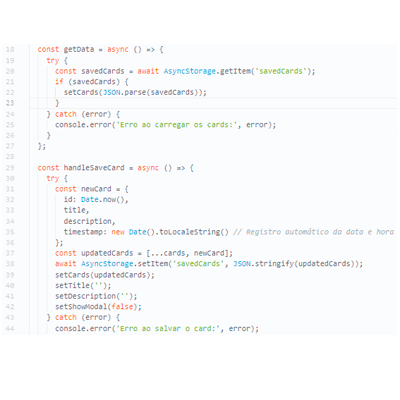 18 const getData = async () => {
19 try {
20 const savedCards = await AsyncStorage.getItem('savedCards');
21 if (savedCards) {
22 setCards(JSON.parse(savedCards));
23 }
24 } catch (error) {
25 console.error('Erro ao carregar os cards:', error);
26 }
27 };
28
29 const handleSaveCard = async () => {
30 try {
31 const newCard = {
32 id: Date.now(),
33 title,
34 description,
35 timestamp: new Date().toLocaleString() // Registro automático da data e hora
36 };
37 const updatedCards = [...cards, newCard];
38 await AsyncStorage.setItem('savedCards', JSON.stringify(updatedCards));
39 setCards(updatedCards);
40 setTitle('');
41 setDescription('');
42 setShowModal(false);
43 } catch (error) {
44 console.error('Erro ao salvar o card:', error);